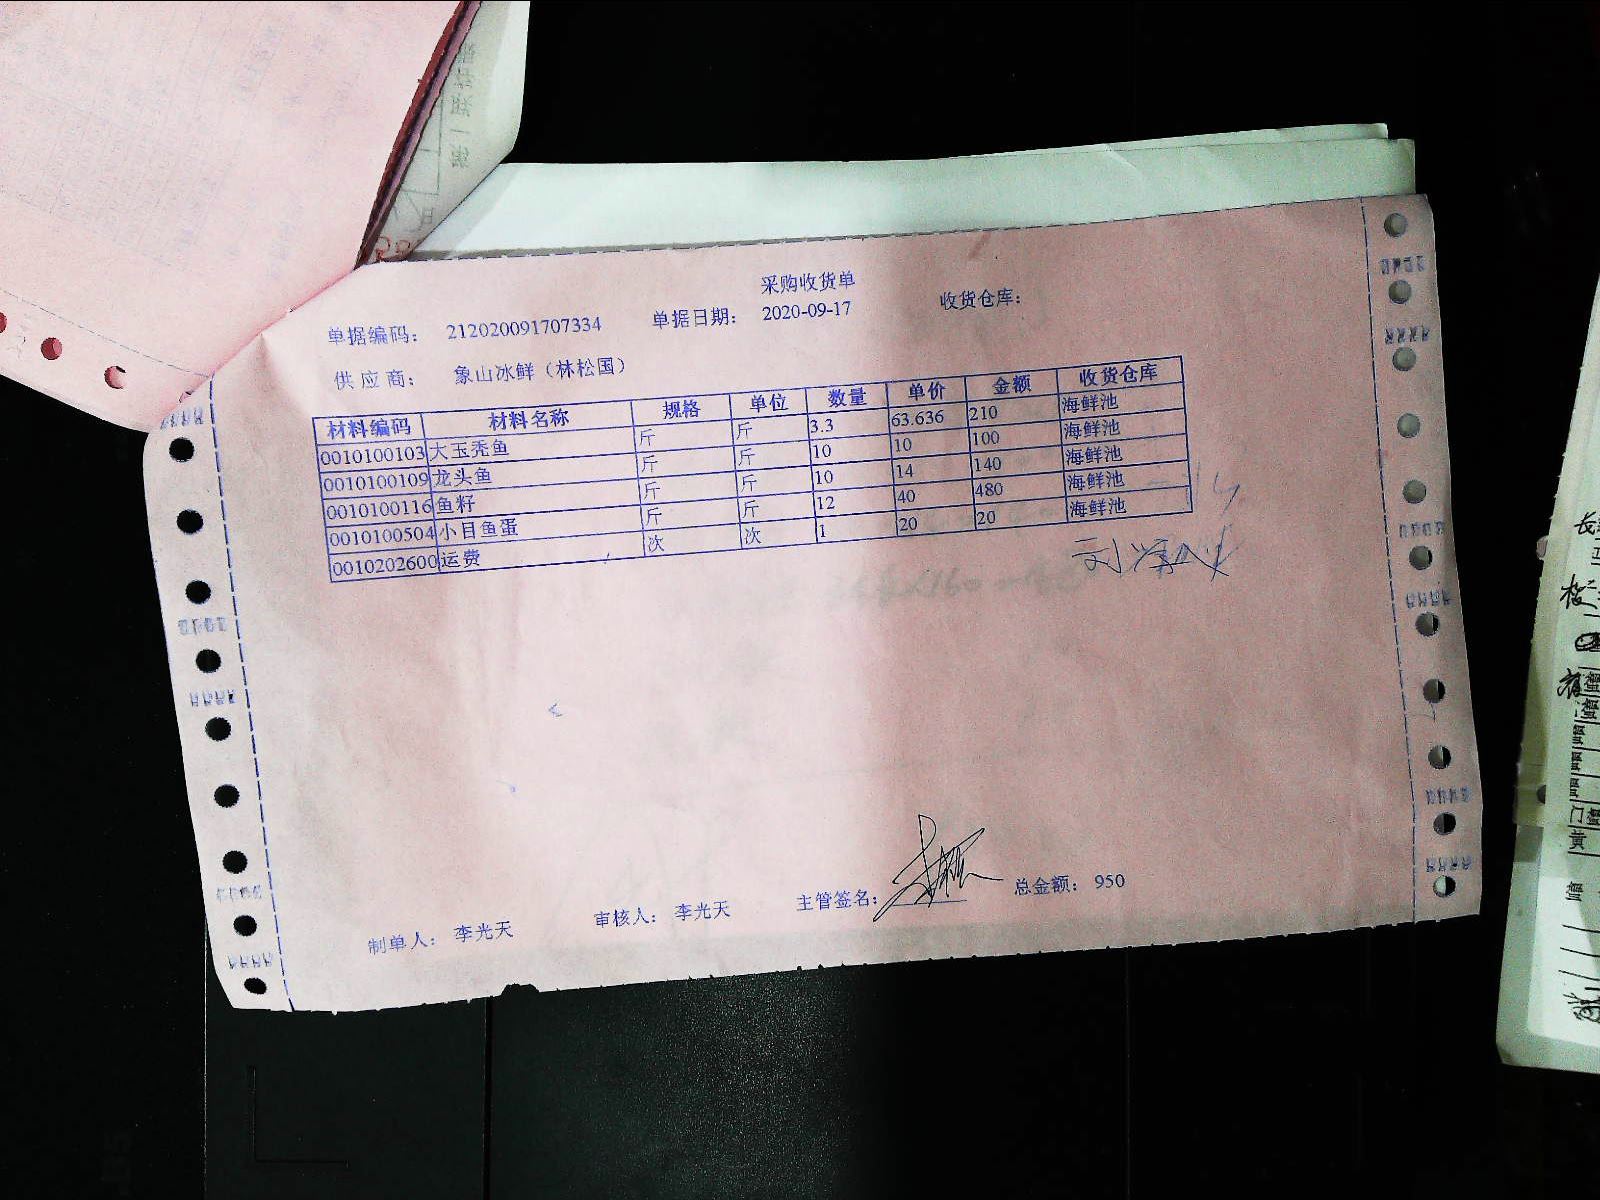 采购收货单
单据编码： 212020091707334 单据日期： 2020-09-17 收货仓库：
供应商： 象山冰鲜（林松国）
材料编码 材料名称 规格 单位 数量 单价 金额 收货仓库
0010100103 大玉秃鱼 斤 斤 3.3 63.636 210 海鲜池
0010100109 龙头鱼 斤 斤 10 10 100 海鲜池
0010100116 鱼籽 斤 斤 10 14 140 海鲜池
0010100504 小目鱼蛋 斤 斤 12 40 480 海鲜池
0010202600 运费 次 次 1 20 20 海鲜池
制单人： 李光天 审核人： 李光天 主管签名： 总金额： 950